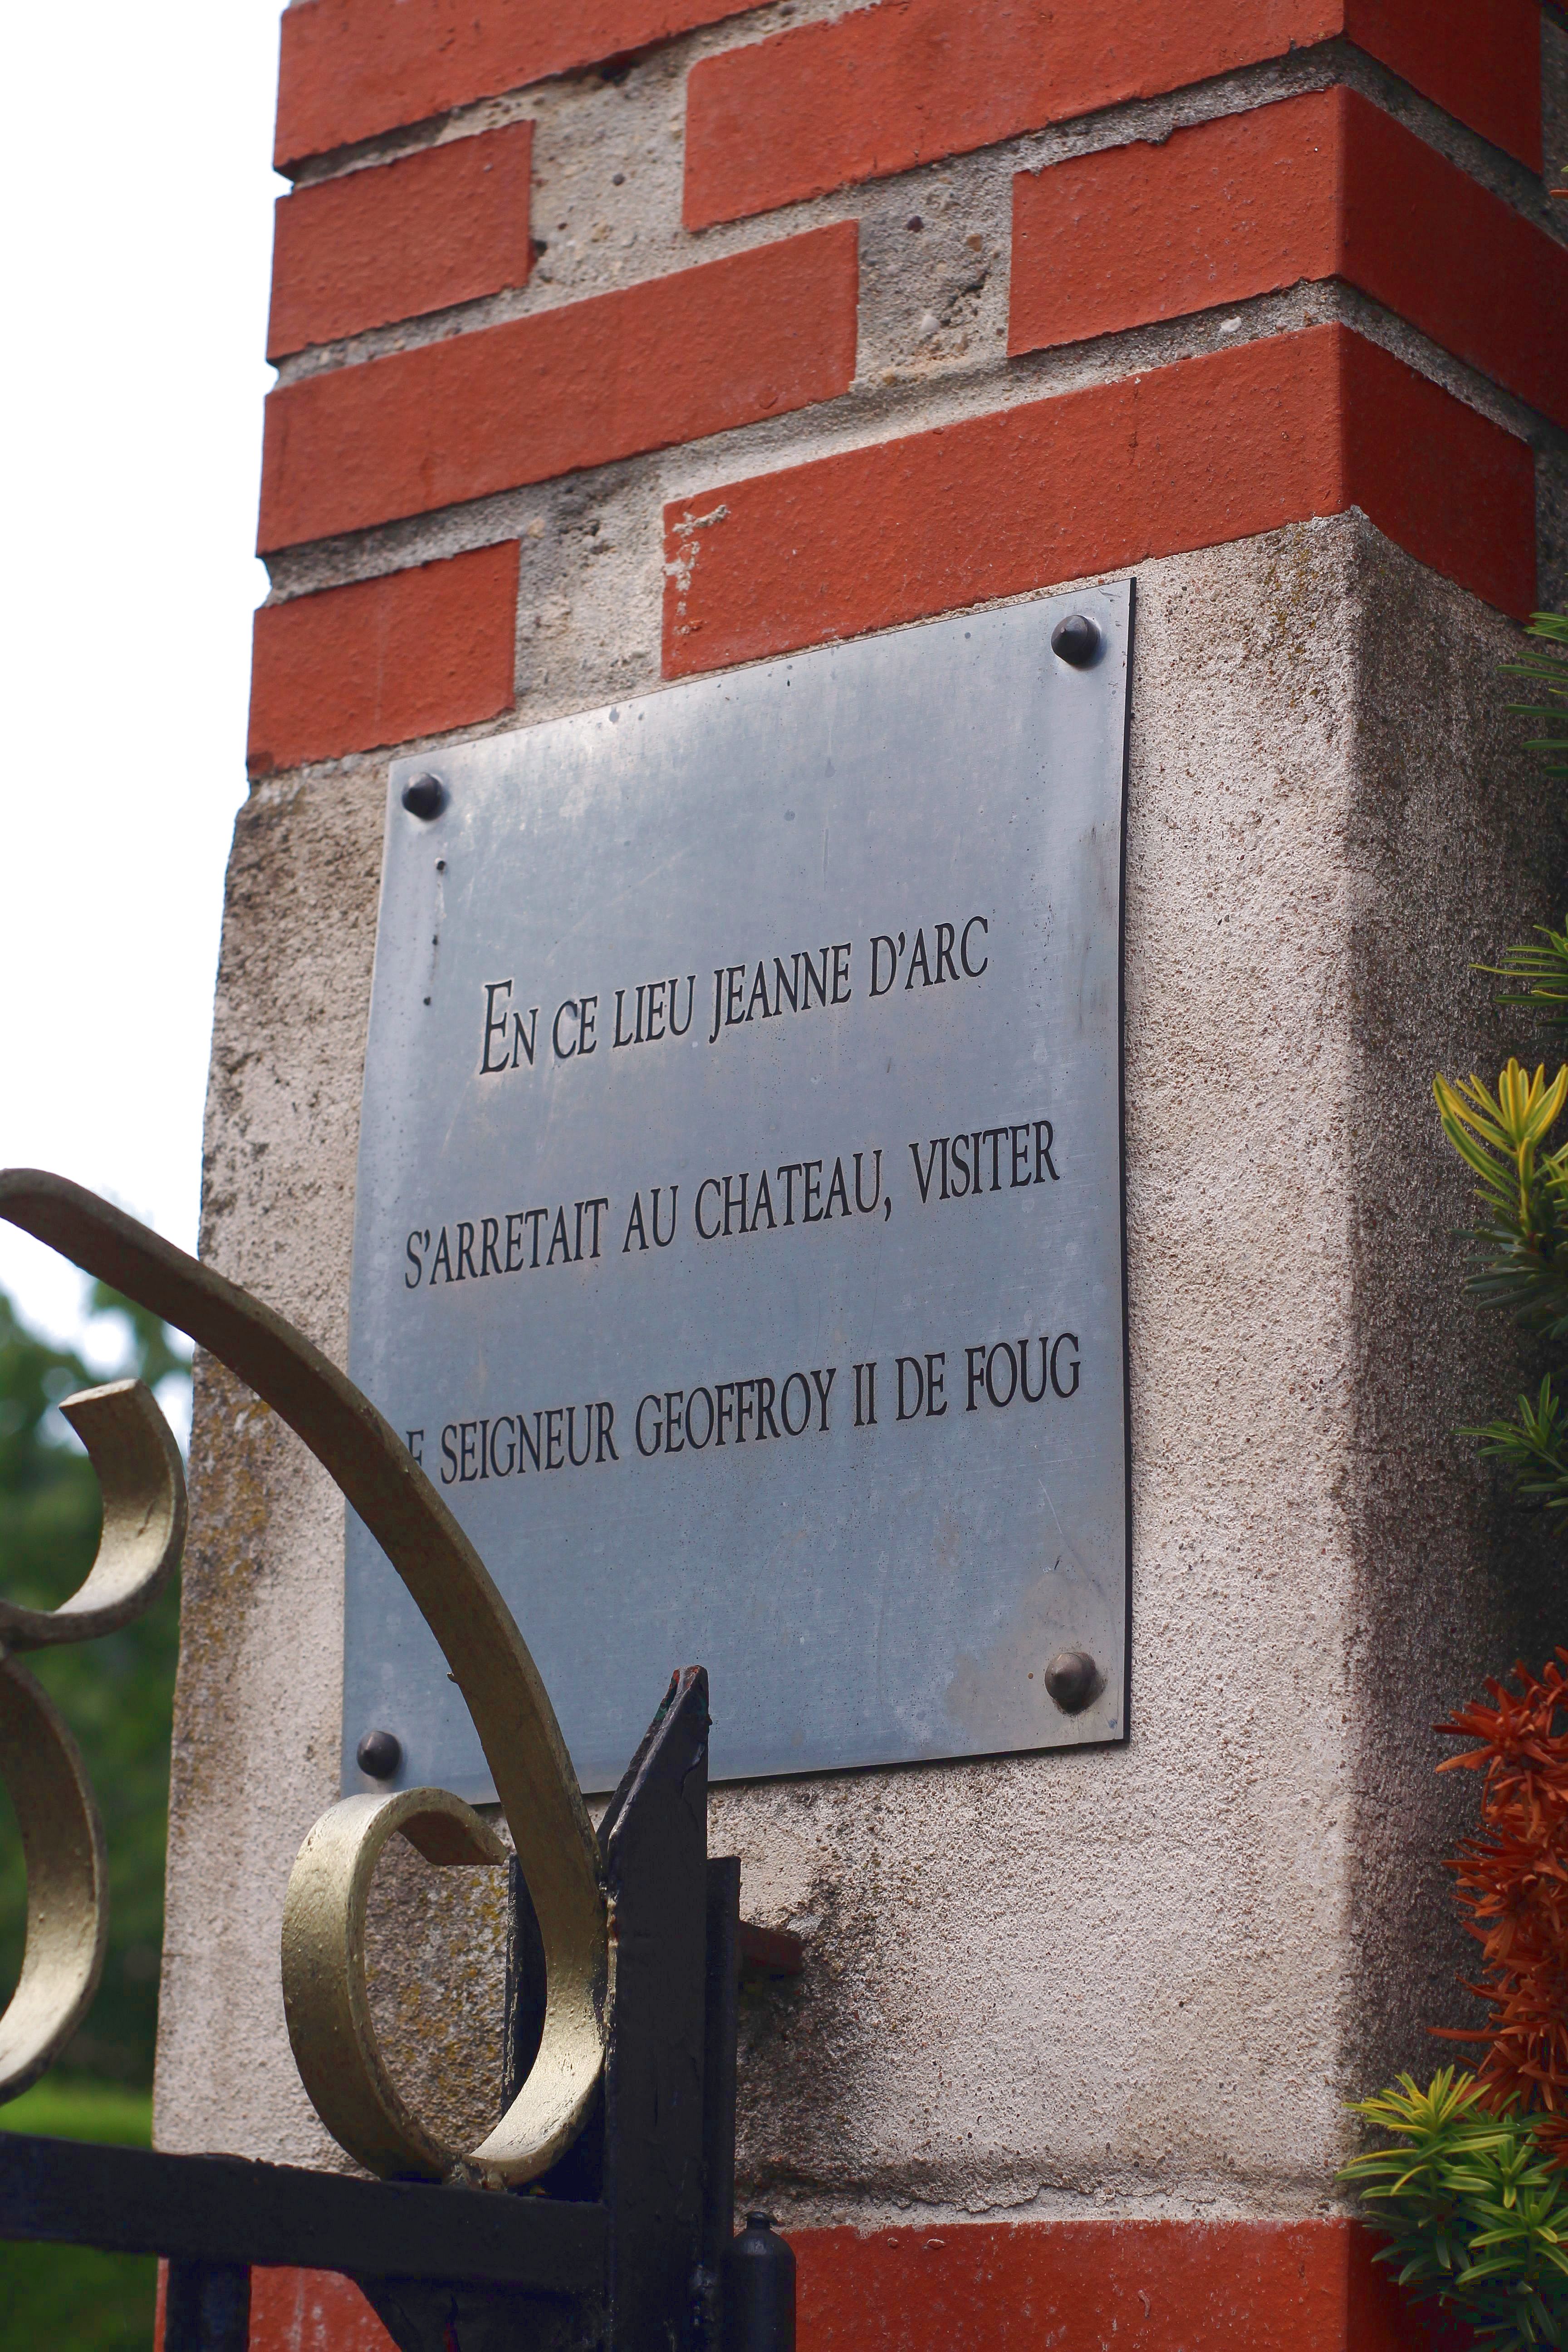 En ce lieu JEANNE D'ARC
S'ARRETAIT AU CHATEAU, VISITER
SEIGNEUR GEOFFROY II DE FOUG